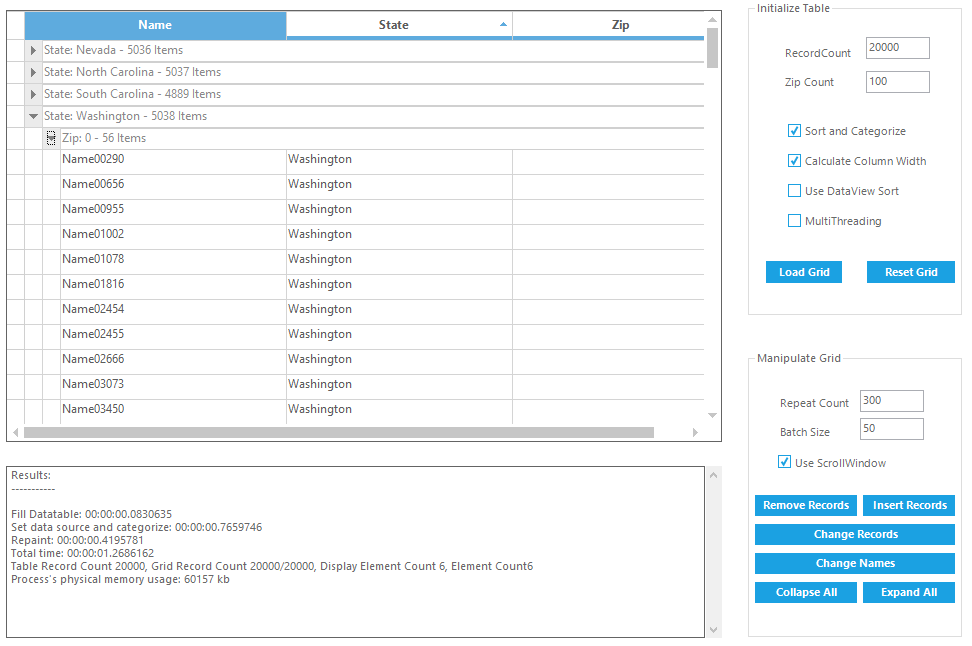 Name State Zip
State: Nevada - 5036 Items
State: North Carolina - 5037 Items
State: South Carolina - 4889 Items
State: Washington - 5038 Items
Zip: 0 - 56 Items
Name00290 Washington
Name00656 Washington
Name00955 Washington
Name01002 Washington
Name01078 Washington
Name01816 Washington
Name02454 Washington
Name02455 Washington
Name02666 Washington
Name03073 Washington
Name03450 Washington
Results:
-----------
Fill Datatable: 00:00:00.0830635
Set data source and categorize: 00:00:00.7659746
Repaint: 00:00:00.4195781
Total time: 00:00:01.2686162
Table Record Count 20000, Grid Record Count 20000/20000, Display Element Count 6, Element Count6
Process's physical memory usage: 60157 kb
Initialize Table
RecordCount 20000
Zip Count 100
Sort and Categorize
Calculate Column Width
Use DataView Sort
MultiThreading
Load Grid Reset Grid
Manipulate Grid
Repeat Count 300
Batch Size 50
Use ScrollWindow
Remove Records Insert Records
Change Records
Change Names
Collapse All Expand All